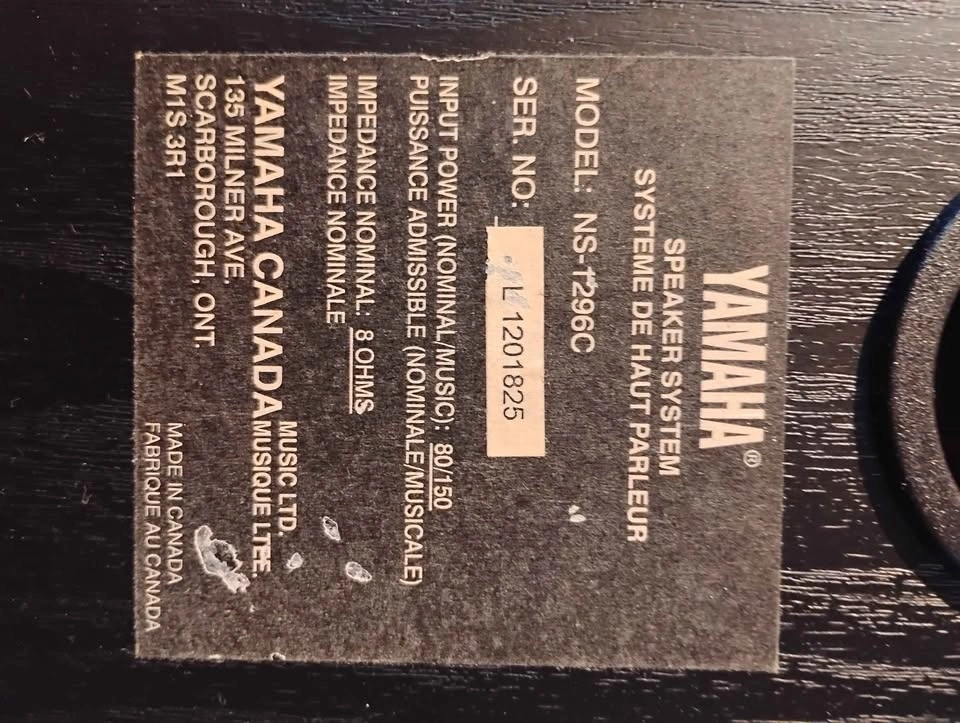 YAMAHA®
SPEAKER SYSTEM
SYSTEME DE HAUT PARLEUR
MODEL: NS-1296C
SER. NO: L 1201825
INPUT POWER (NOMINAL/MUSIC): 80/150
PUISSANCE ADMISSIBLE (NOMINALE/MUSICALE)
IMPEDANCE NOMINAL: 8 OHMS
IMPEDANCE NOMINALE
YAMAHA CANADA MUSIC LTD.
MUSIQUE LTEE.
135 MILNER AVE.
SCARBOROUGH, ONT.
M1S 3R1
MADE IN CANADA
FABRIQUE AU CANADA